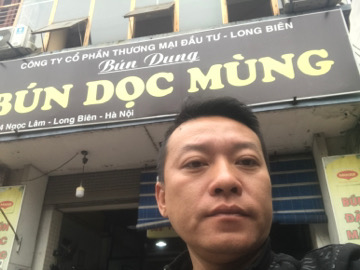 CÔNG TY CỔ PHẦN THƯƠNG MẠI ĐẦU TƯ - LONG BIÊN
Bún Dung
BÚN DỌC MÙNG
Ngọc Lâm - Long Biên - Hà Nội